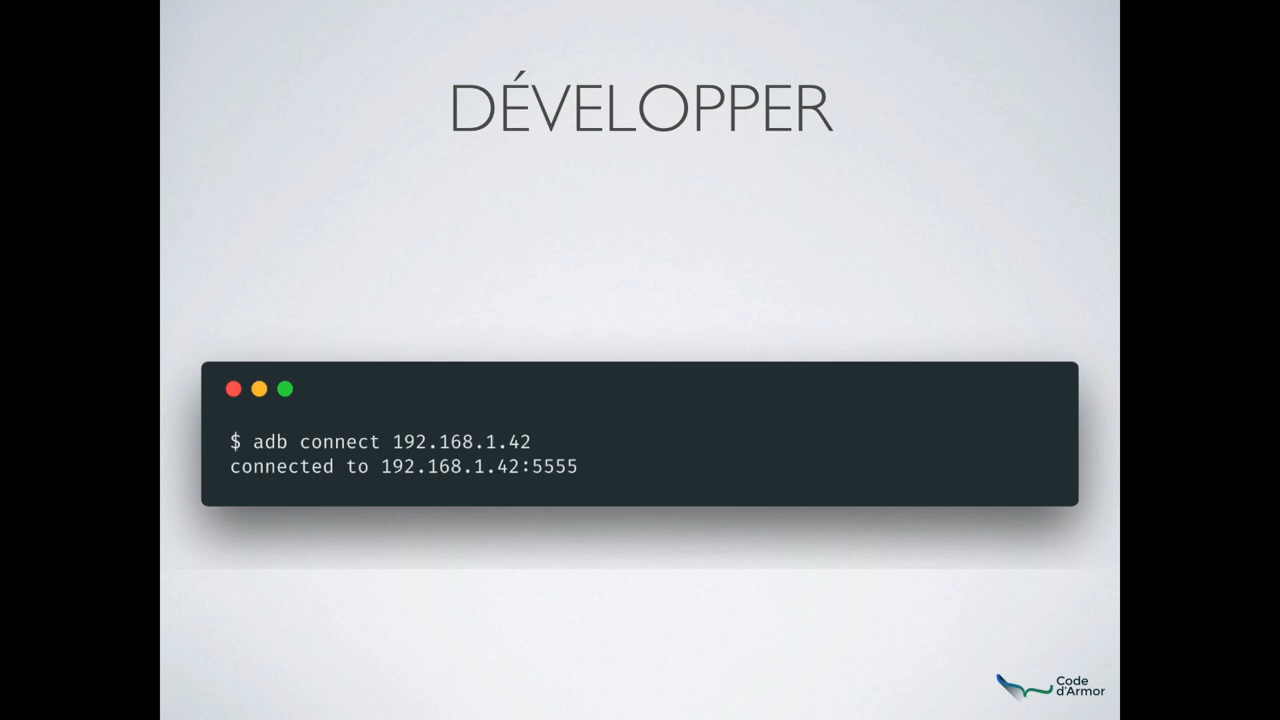 DÉVELOPPER
$ adb connect 192.168.1.42
connected to 192.168.1.42:5555
Code
d'Armor